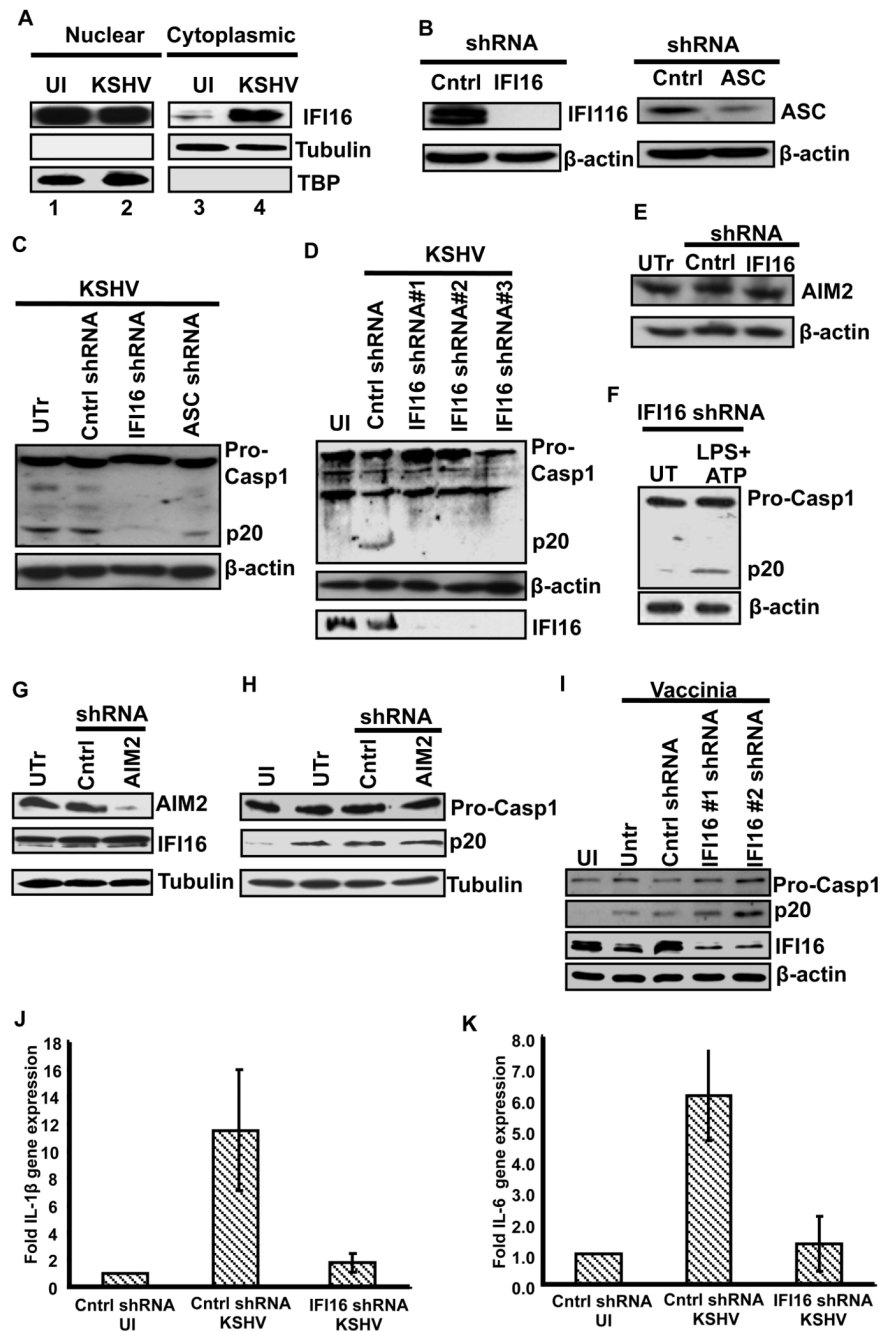 A
Nuclear Cytoplasmic
UI KSHV UI KSHV
IFI16
Tubulin
TBP
1 2 3 4
B
shRNA
Cntrl IFI16
IFI116
β-actin
shRNA
Cntrl ASC
ASC
β-actin
C
KSHV
UTr
Cntrl shRNA
IFI16 shRNA
ASC shRNA
Pro-
Casp1
p20
β-actin
D
KSHV
UI
Cntrl shRNA
IFI16 shRNA#1
IFI16 shRNA#2
IFI16 shRNA#3
Pro-
Casp1
p20
β-actin
IFI16
E
shRNA
UTr Cntrl IFI16
AIM2
β-actin
F
IFI16 shRNA
UT LPS+
ATP
Pro-Casp1
p20
β-actin
G
shRNA
UTr
Cntrl
AIM2
AIM2
IFI16
Tubulin
H
shRNA
UI
UTr
Cntrl
AIM2
Pro-Casp1
p20
Tubulin
I
Vaccinia
UI
Untr
Cntrl shRNA
IFI16 #1 shRNA
IFI16 #2 shRNA
Pro-Casp1
p20
IFI16
β-actin
J
Fold IL-1β gene expression
18
16
14
12
10
8
6
4
2
0
Cntrl shRNA
UI
Cntrl shRNA
KSHV
IFI16 shRNA
KSHV
K
Fold IL-6 gene expression
8.0
7.0
6.0
5.0
4.0
3.0
2.0
1.0
0.0
Cntrl shRNA
UI
Cntrl shRNA
KSHV
IFI16 shRNA
KSHV